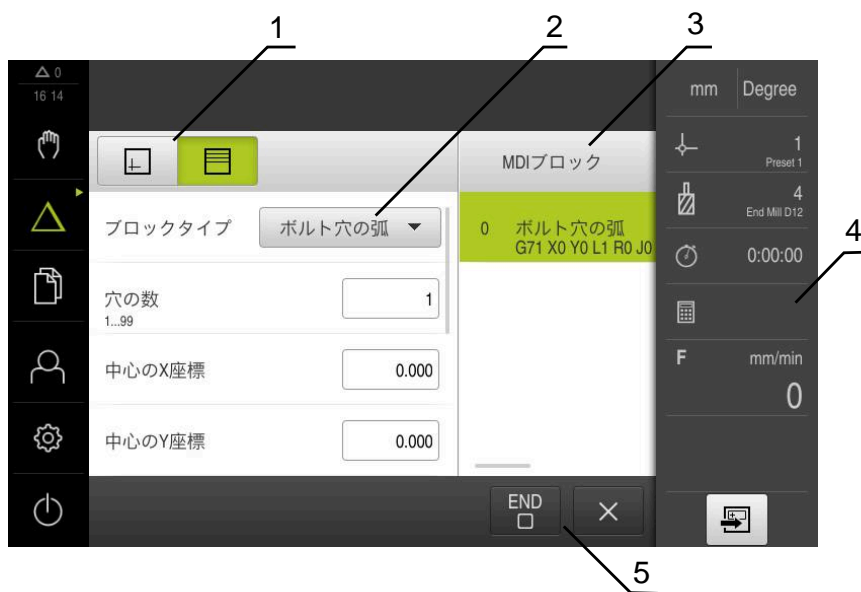 1
2
3
0
16 14
mm Degree
1
Preset 1
MDIブロック
4
End Mill D12
ブロックタイプ
ボルト穴の弧
0 ボルト穴の弧
G71 X0 Y0 L1 R0 J0
4
0:00:00
穴の数
1...99
1
F mm/min
0
中心のX座標
0.000
中心のY座標
0.000
END
5